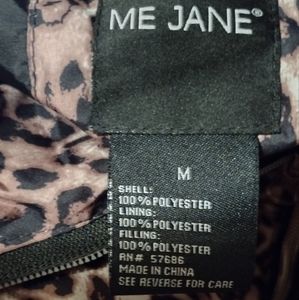 ME JANE®
M
SHELL:
100% POLYESTER
LINING:
100% POLYESTER
FILLING:
100% POLYESTER
RN# 57686
MADE IN CHINA
SEE REVERSE FOR CARE